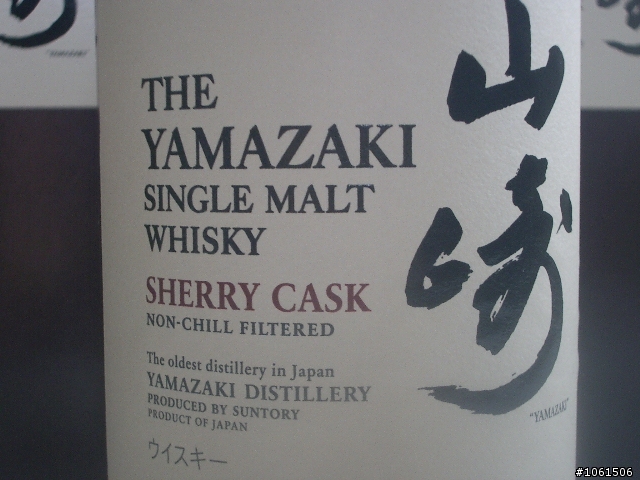 THE
YAMAZAKI
SINGLE MALT
WHISKY
SHERRY CASK
NON-CHILL FILTERED
The oldest distillery in Japan
YAMAZAKI DISTILLERY
PRODUCED BY SUNTORY
PRODUCT OF JAPAN
ウイスキー
山崎
"YAMAZAKI"
#1061506